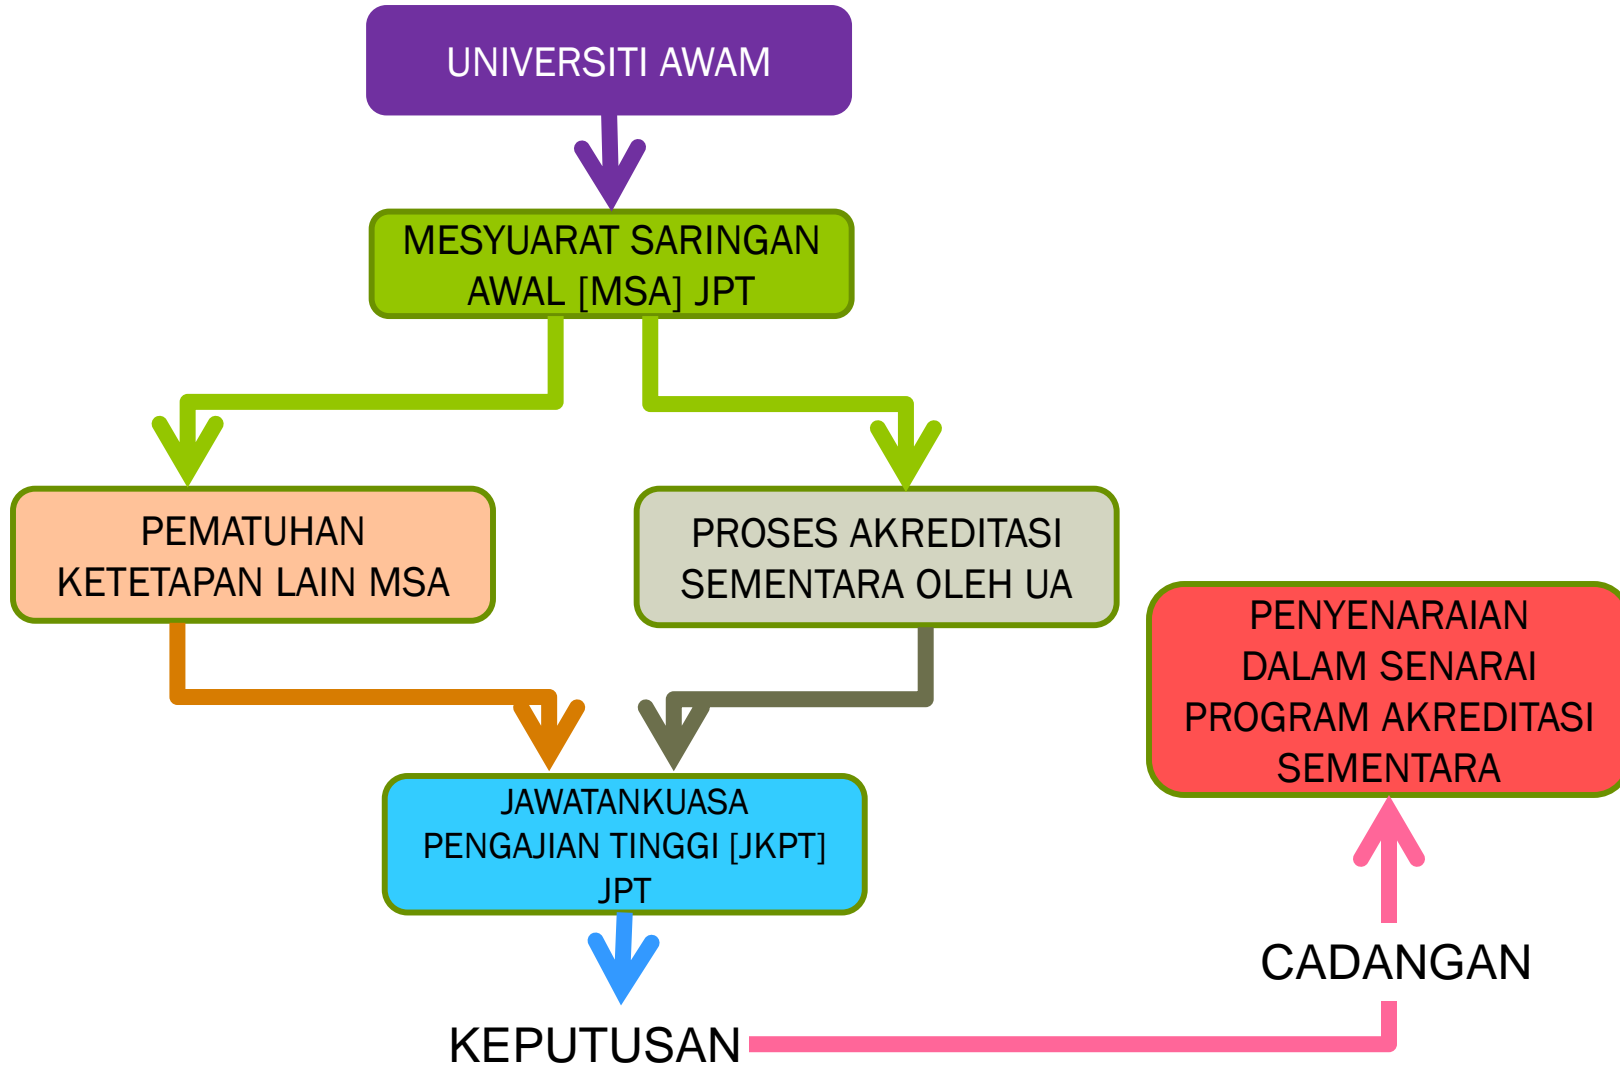 UNIVERSITI AWAM
MESYUARAT SARINGAN
AWAL [MSA] JPT
PEMATUHAN
KETETAPAN LAIN MSA
PROSES AKREDITASI
SEMENTARA OLEH UA
PENYENARAIAN
DALAM SENARAI
PROGRAM AKREDITASI
SEMENTARA
JAWATANKUASA
PENGAJIAN TINGGI [JKPT]
JPT
CADANGAN
KEPUTUSAN